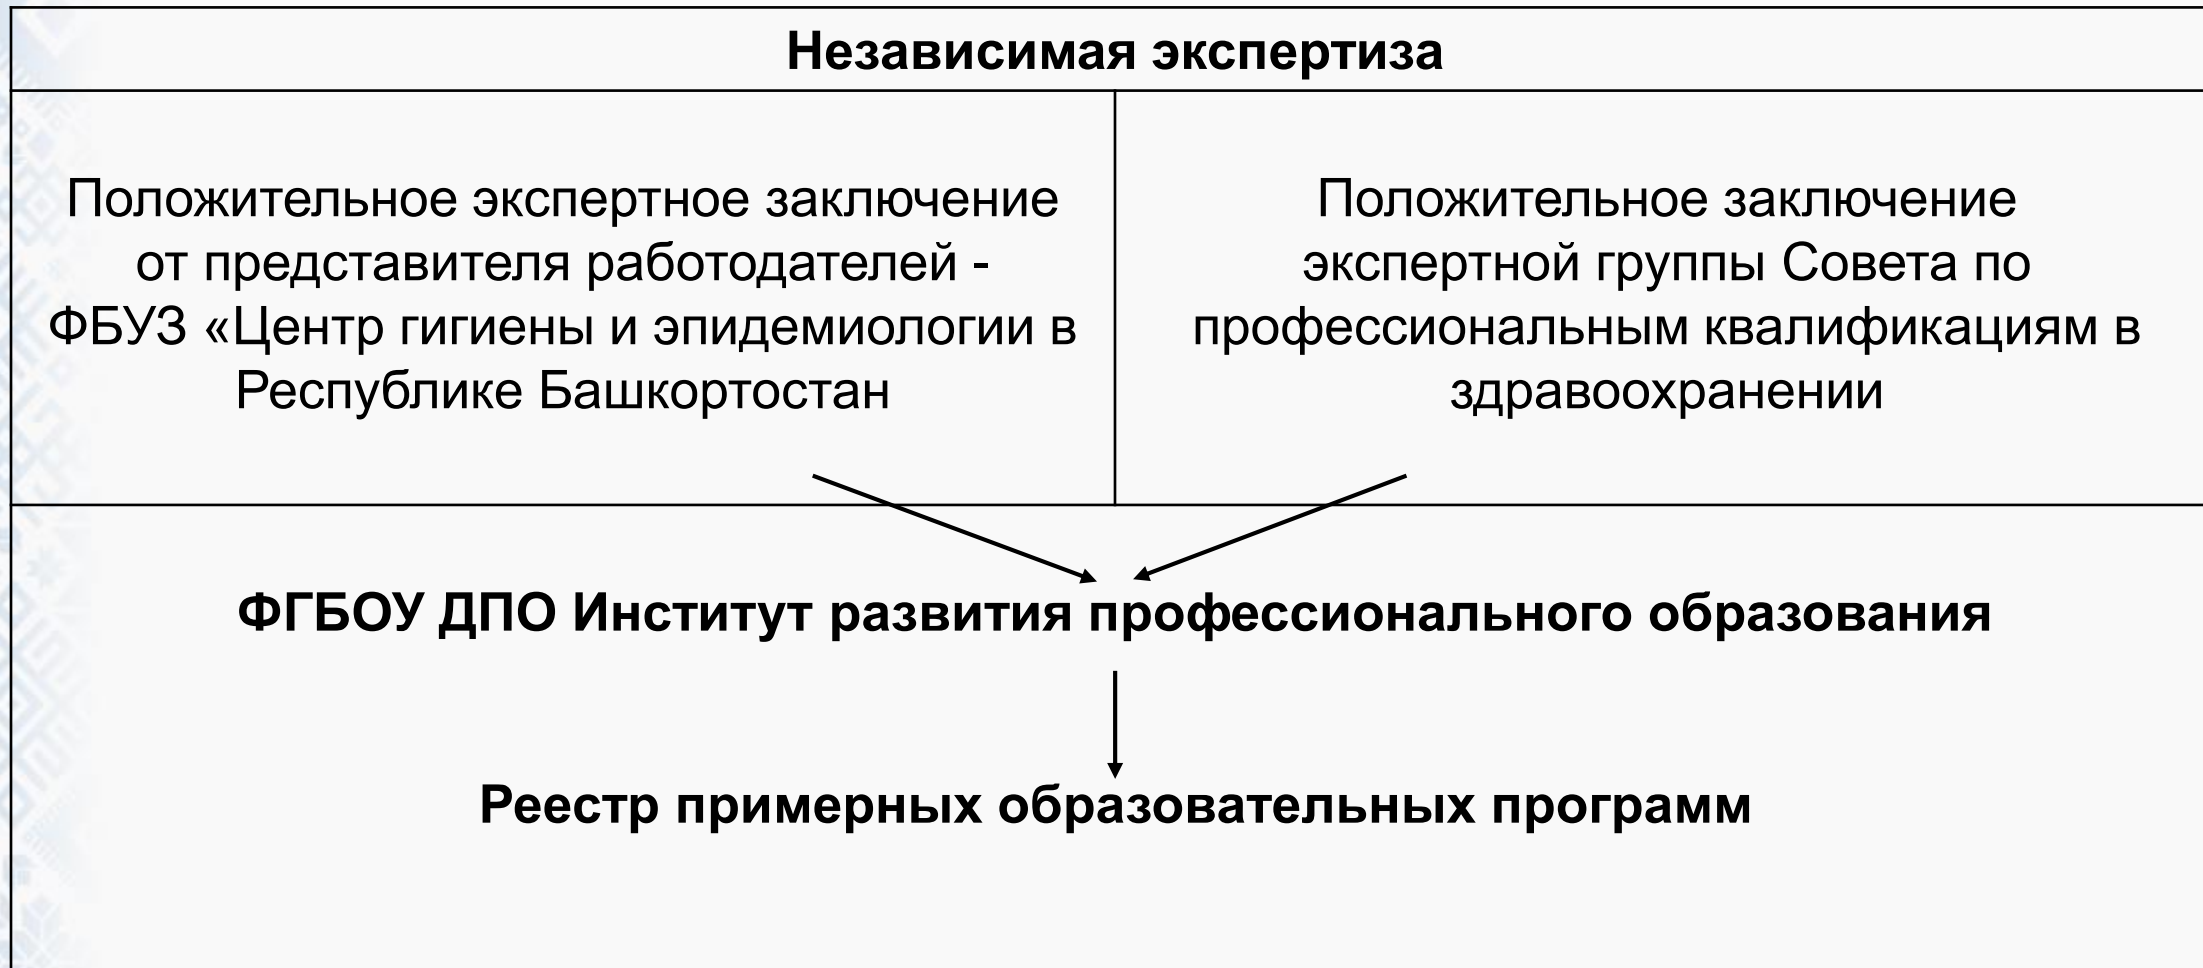 Независимая экспертиза
Положительное экспертное заключение
от представителя работодателей -
ФБУЗ «Центр гигиены и эпидемиологии в
Республике Башкортостан
Положительное заключение
экспертной группы Совета по
профессиональным квалификациям в
здравоохранении
ФГБОУ ДПО Институт развития профессионального образования
Реестр примерных образовательных программ